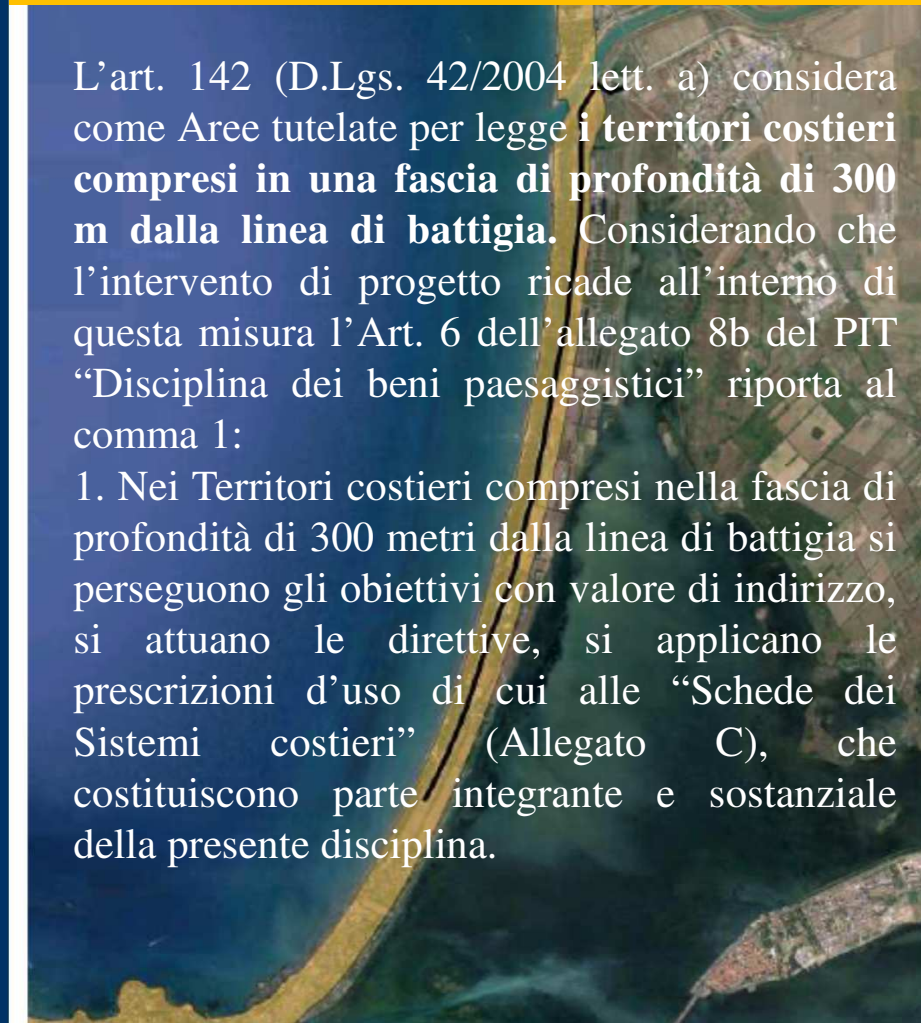 L’art. 142 (D.Lgs. 42/2004 lett. a) considera
come Aree tutelate per legge i territori costieri
compresi in una fascia di profondità di 300
m dalla linea di battigia. Considerando che
l’intervento di progetto ricade all’interno di
questa misura l’Art. 6 dell’allegato 8b del PIT
“Disciplina dei beni paesaggistici” riporta al
comma 1:
1. Nei Territori costieri compresi nella fascia di
profondità di 300 metri dalla linea di battigia si
perseguono gli obiettivi con valore di indirizzo,
si attuano le direttive, si applicano le
prescrizioni d’uso di cui alle “Schede dei
Sistemi costieri” (Allegato C), che
costituiscono parte integrante e sostanziale
della presente disciplina.